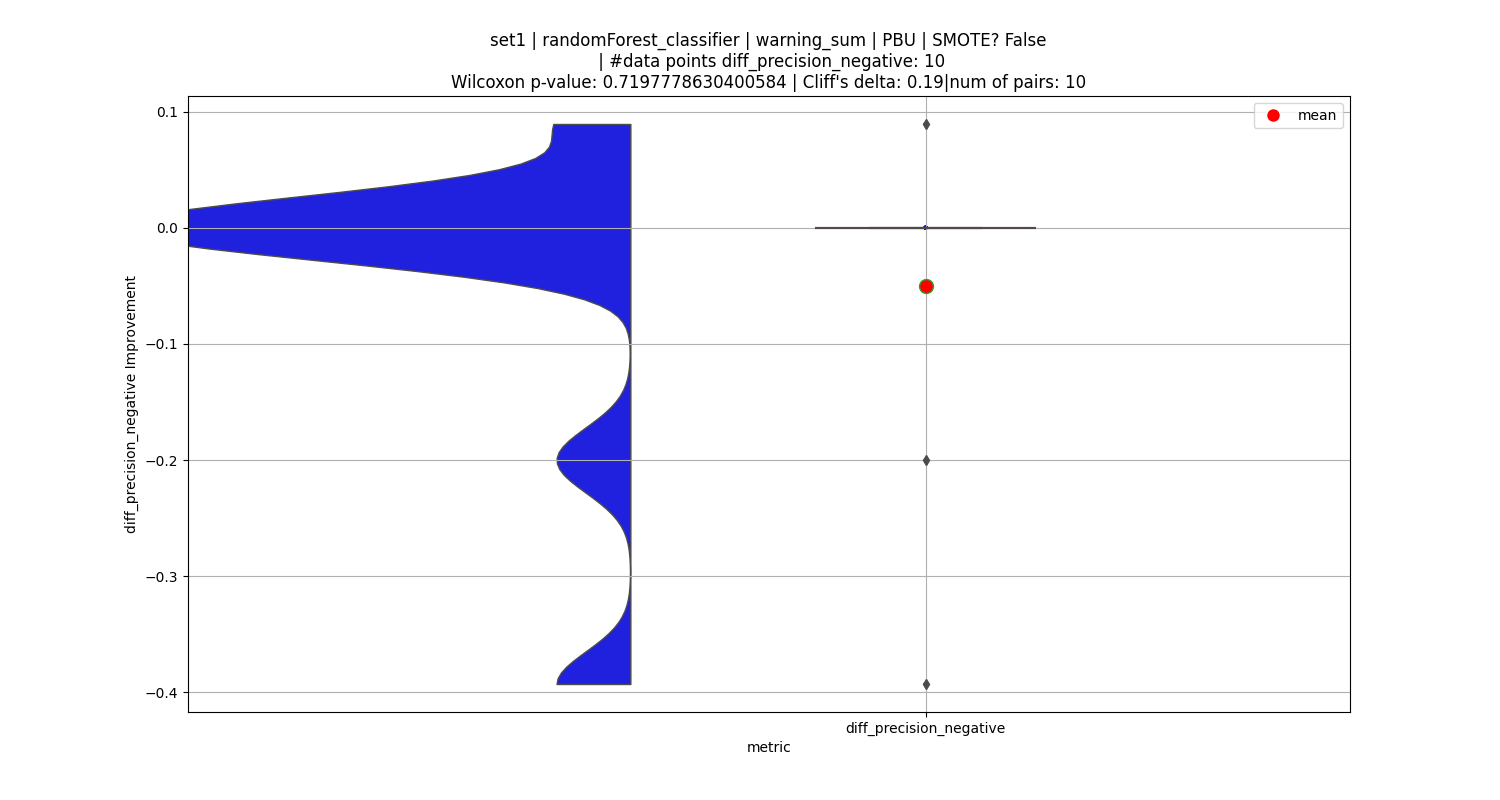 set1 | randomForest_classifier | warning_sum | PBU | SMOTE? False
| #data points diff_precision_negative: 10
Wilcoxon p-value: 0.7197778630400584 | Cliff's delta: 0.19|num of pairs: 10
mean
0.1
0.0
−0.1
−0.2
−0.3
−0.4
diff_precision_negative Improvement
diff_precision_negative
metric